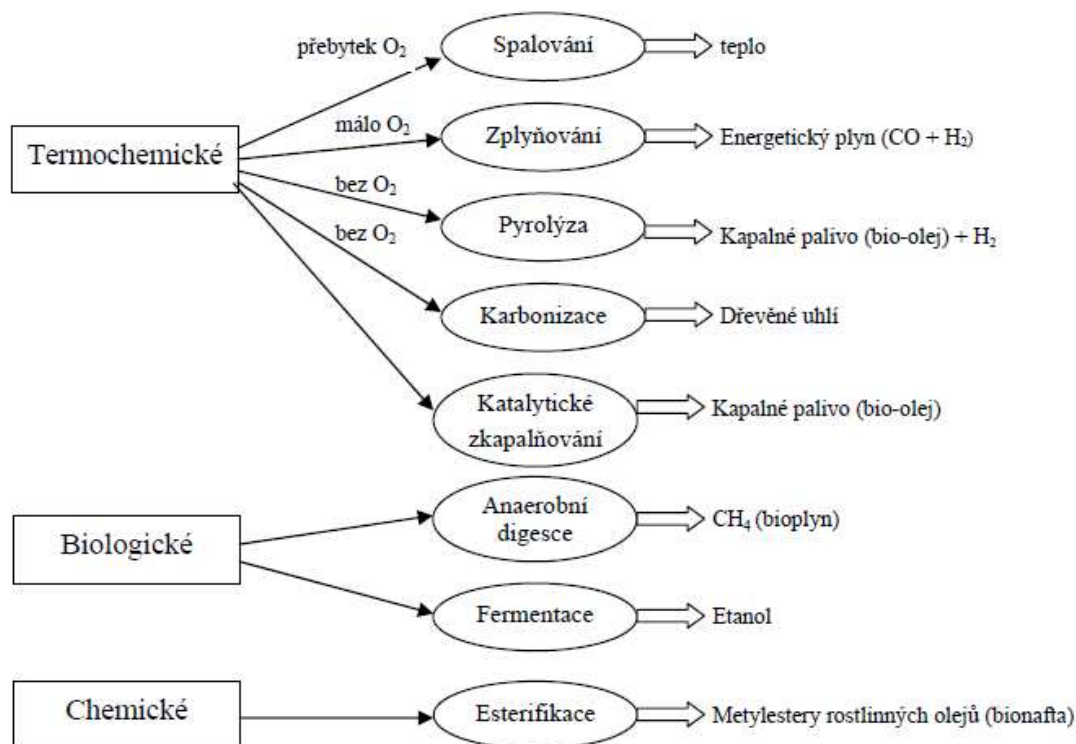 přebytek O₂
Spalování
teplo
málo O₂
Zplyňování
Energetický plyn (CO + H₂)
Termochemické
bez O₂
Pyrolýza
Kapalné palivo (bio-olej) + H₂
bez O₂
Karbonizace
Dřevěné uhlí
Katalytické
zkapalňování
Kapalné palivo (bio-olej)
Biologické
Anaerobní
digesce
CH₄ (bioplyn)
Fermentace
Etanol
Chemické
Esterifikace
Metylestery rostlinných olejů (bionafta)